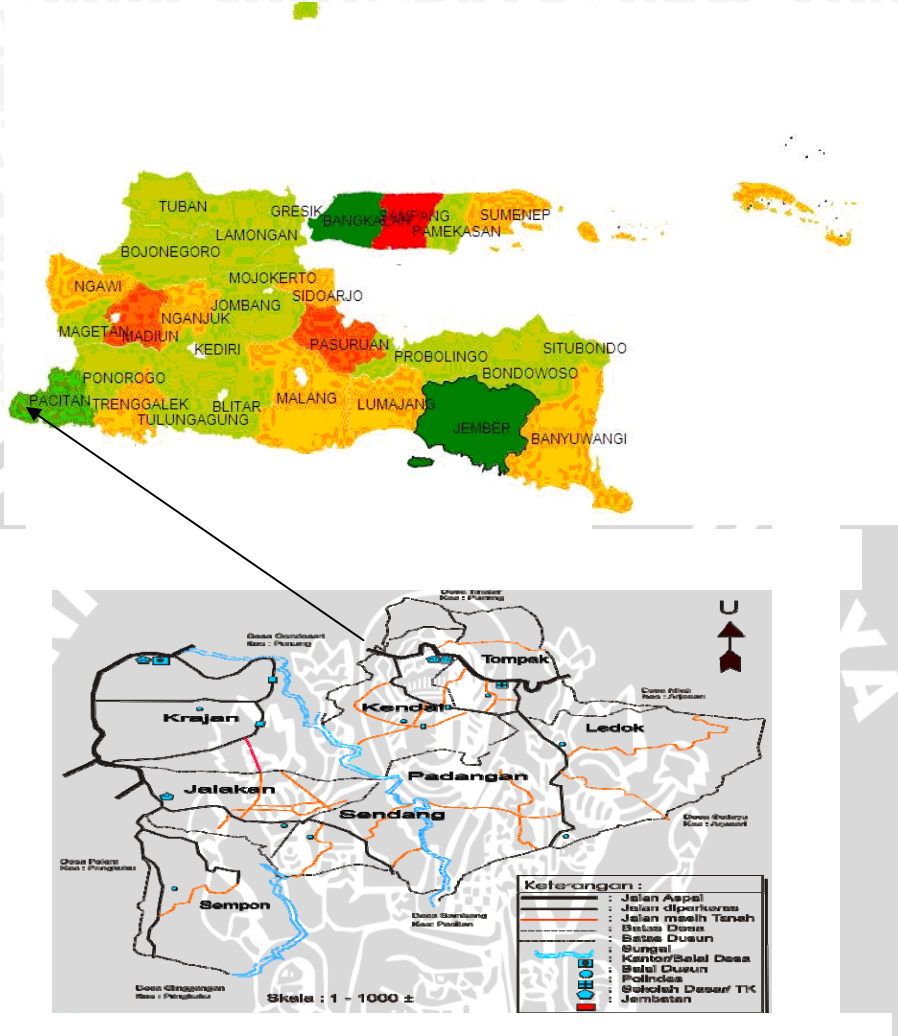 TUBAN
GRESIK
BANGKALAN
SAMPANG
SUMENEP
LAMONGAN
PAMEKASAN
BOJONEGORO
NGAWI
MOJOKERTO
SIDOARJO
JOMBANG
NGANJUK
MAGETAN
MADIUN
PASURUAN
KEDIRI
PROBOLINGO
SITUBONDO
BONDOWOSO
PONOROGO
PACITAN
TRENGGALEK
BLITAR
MALANG
LUMAJANG
TULUNGAGUNG
JEMBER
BANYUWANGI
U
Tompak
Kendal
Krajan
Ledok
Padangan
Jalakan
Sendang
Sempon
Skala : 1 - 1000 ±
Keterangan :
: Jalan Aspal
: Jalan diperkeras
: Jalan masih Tanah
: Batas Desa
: Batas Dusun
: Sungai
: Kantor/Balai Desa
: Balai Dusun
: Polindes
: Sekolah Dasar/ TK
: Jembatan